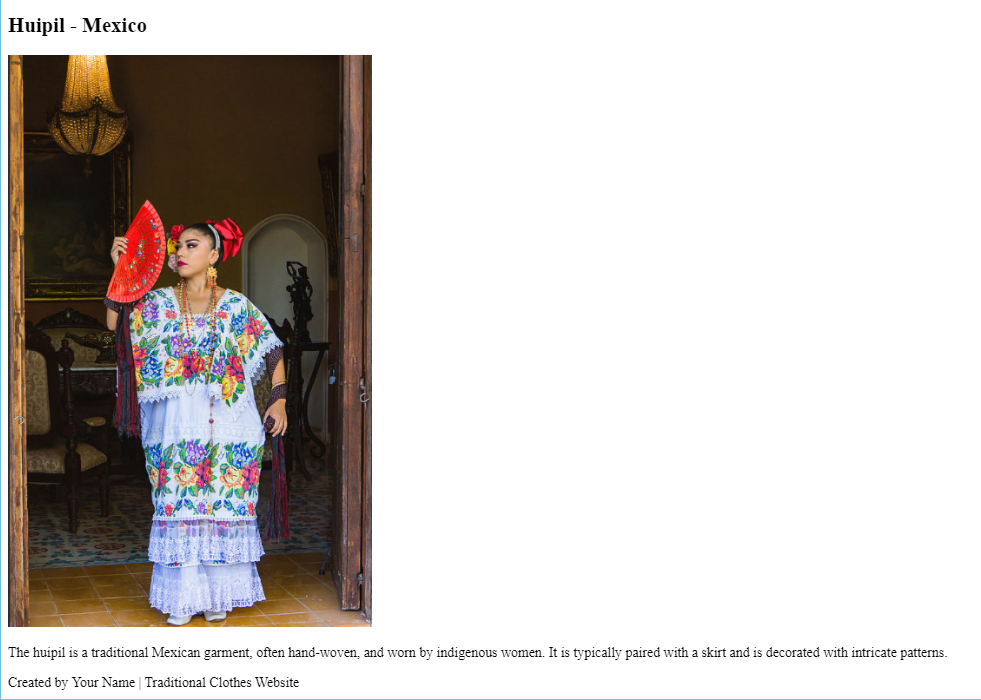 Huipil - Mexico
The huipil is a traditional Mexican garment, often hand-woven, and worn by indigenous women. It is typically paired with a skirt and is decorated with intricate patterns.
Created by Your Name | Traditional Clothes Website